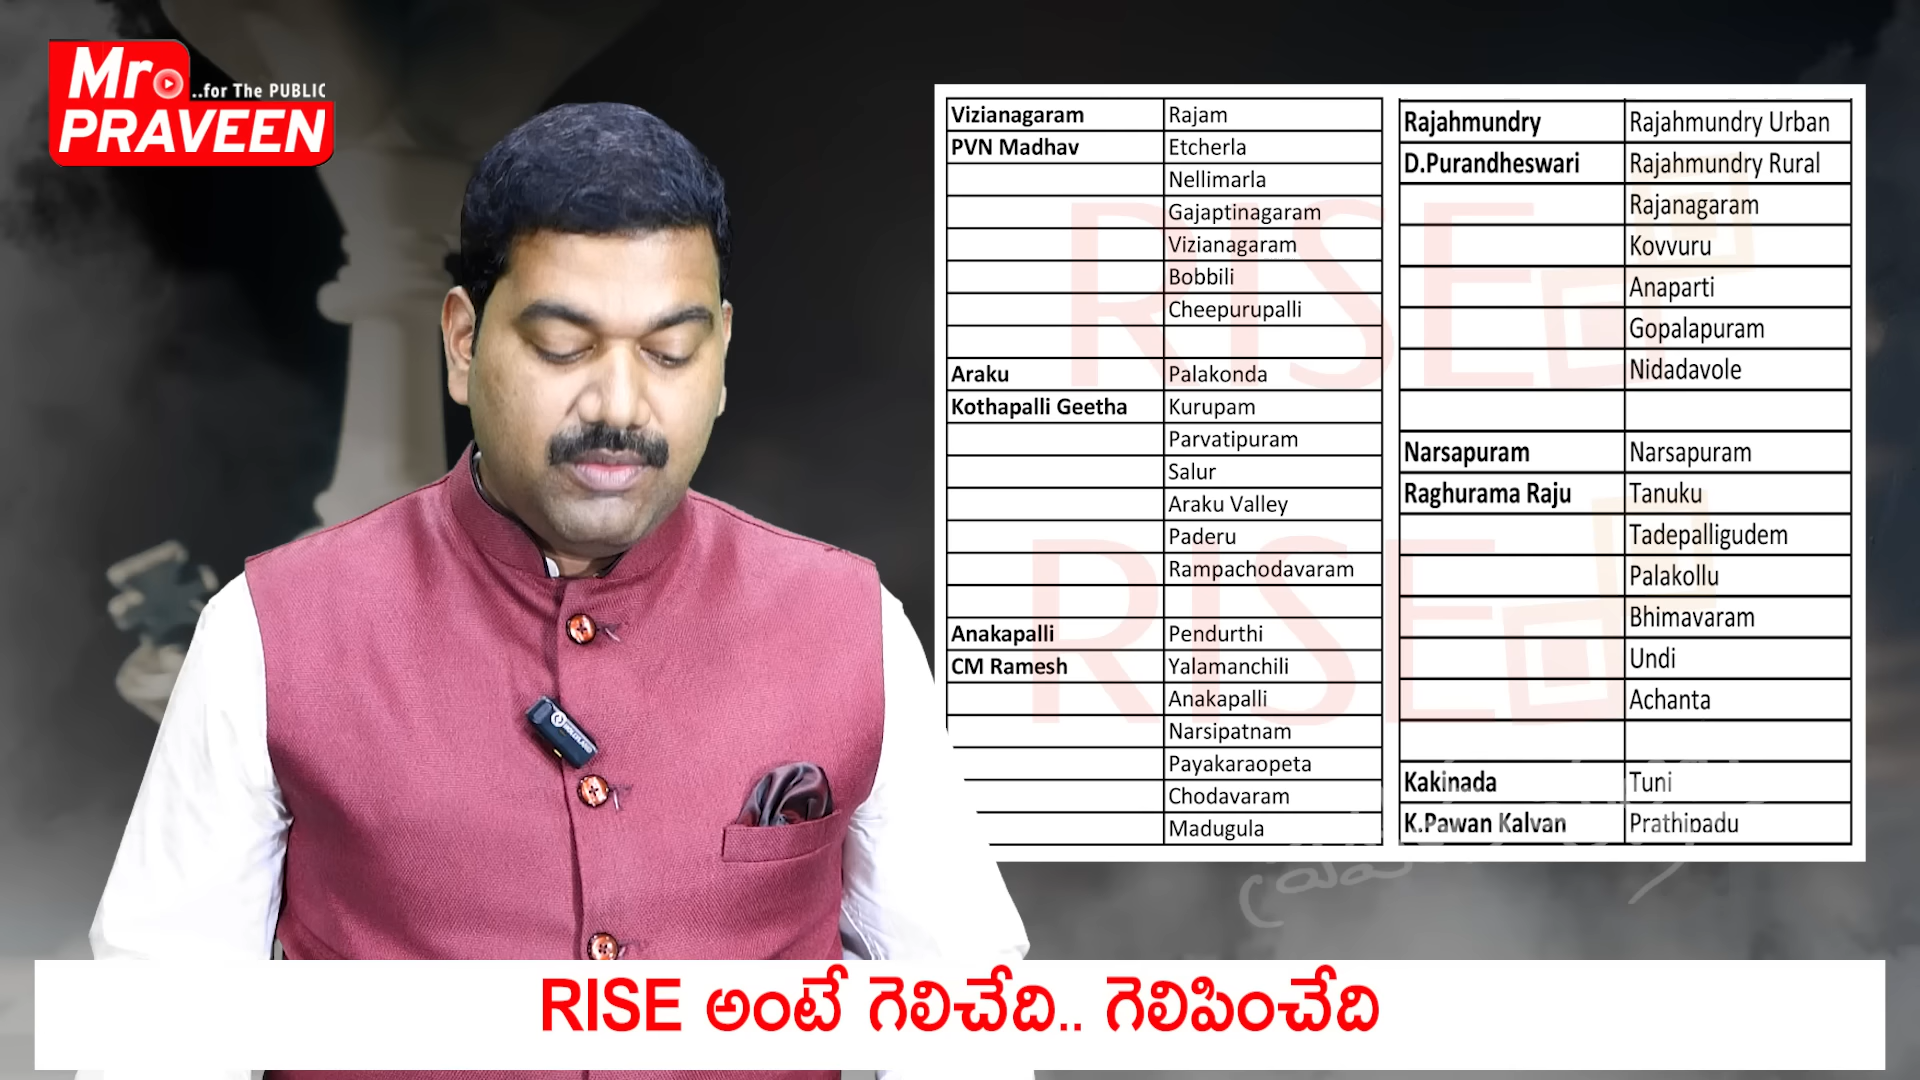 Mr
..for The PUBLIC
PRAVEEN
Vizianagaram Rajam
PVN Madhav Etcherla
Nellimarla
Gajaptinagaram
Vizianagaram
Bobbili
Cheepurupalli
Araku Palakonda
Kothapalli Geetha Kurupam
Parvatipuram
Salur
Araku Valley
Paderu
Rampachodavaram
Anakapalli Pendurthi
CM Ramesh Yalamanchili
Anakapalli
Narsipatnam
Payakaraopeta
Chodavaram
Madugula
Rajahmundry Rajahmundry Urban
D.Purandheswari Rajahmundry Rural
Rajanagaram
Kovvuru
Anaparti
Gopalapuram
Nidadavole
Narsapuram Narsapuram
Raghurama Raju Tanuku
Tadepalligudem
Palakollu
Bhimavaram
Undi
Achanta
Kakinada Tuni
K.Pawan Kalyan Prathipadu
RISE
RISE
HOLLYLAND
RISE అంటే గెలిచేది.. గెలిపించేది